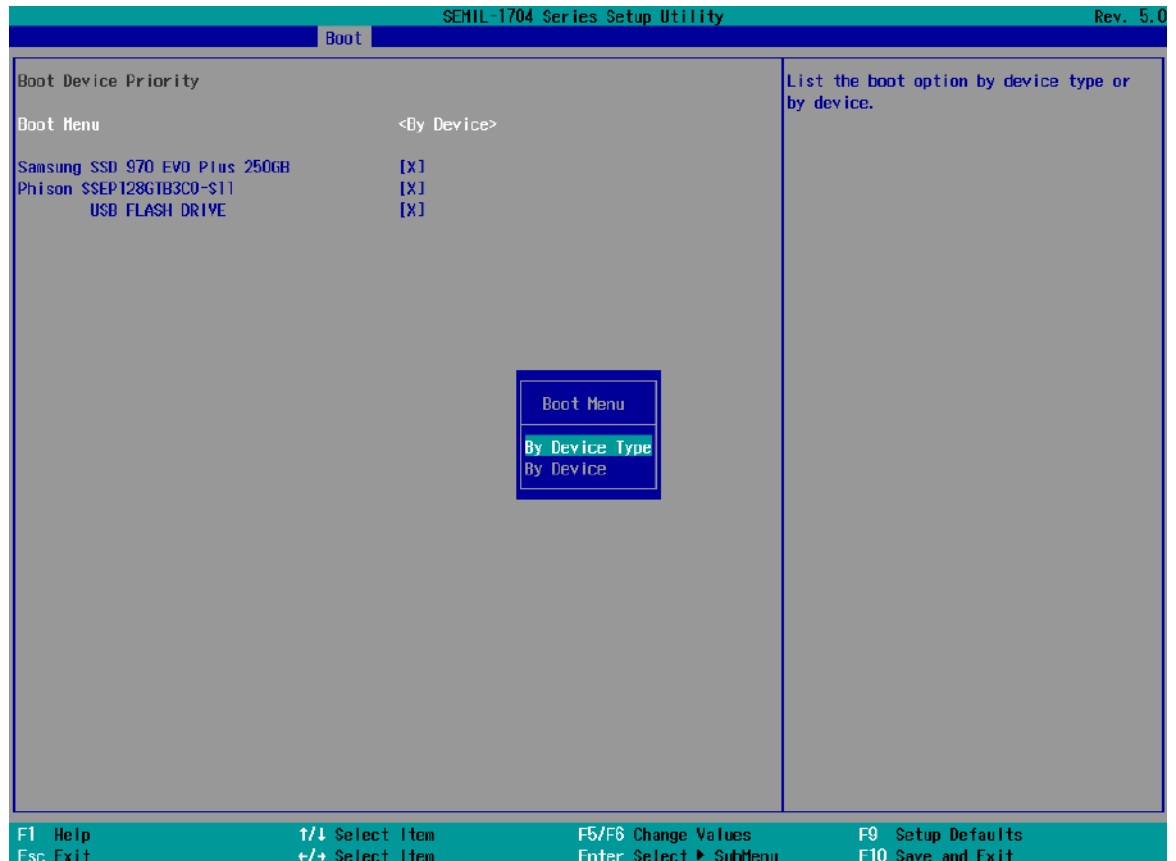 SEMIL-1704 Series Setup Utility Rev. 5.0
Boot
Boot Device Priority
Boot Menu <By Device>
Samsung SSD 970 EVO Plus 250GB [X]
Phison SSEP128GTB3C0-S11 [X]
USB FLASH DRIVE [X]
List the boot option by device type or
by device.
Boot Menu
By Device Type
By Device
F1 Help ↑/↓ Select Item F5/F6 Change Values F9 Setup Defaults
Esc Exit ←/→ Select Item Enter Select ▶ SubMenu F10 Save and Exit